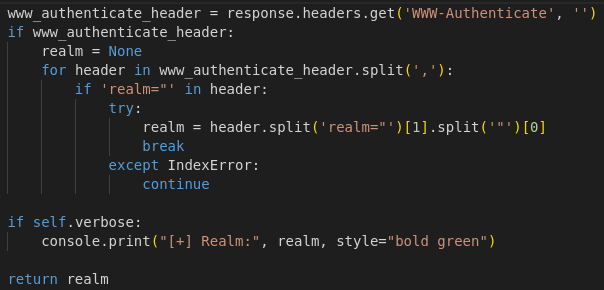 www_authenticate_header = response.headers.get('WWW-Authenticate', '')
if www_authenticate_header:
    realm = None
    for header in www_authenticate_header.split(','):
        if 'realm="' in header:
            try:
                realm = header.split('realm="')[1].split('"')[0]
                break
            except IndexError:
                continue

if self.verbose:
    console.print("[+] Realm:", realm, style="bold green")

return realm